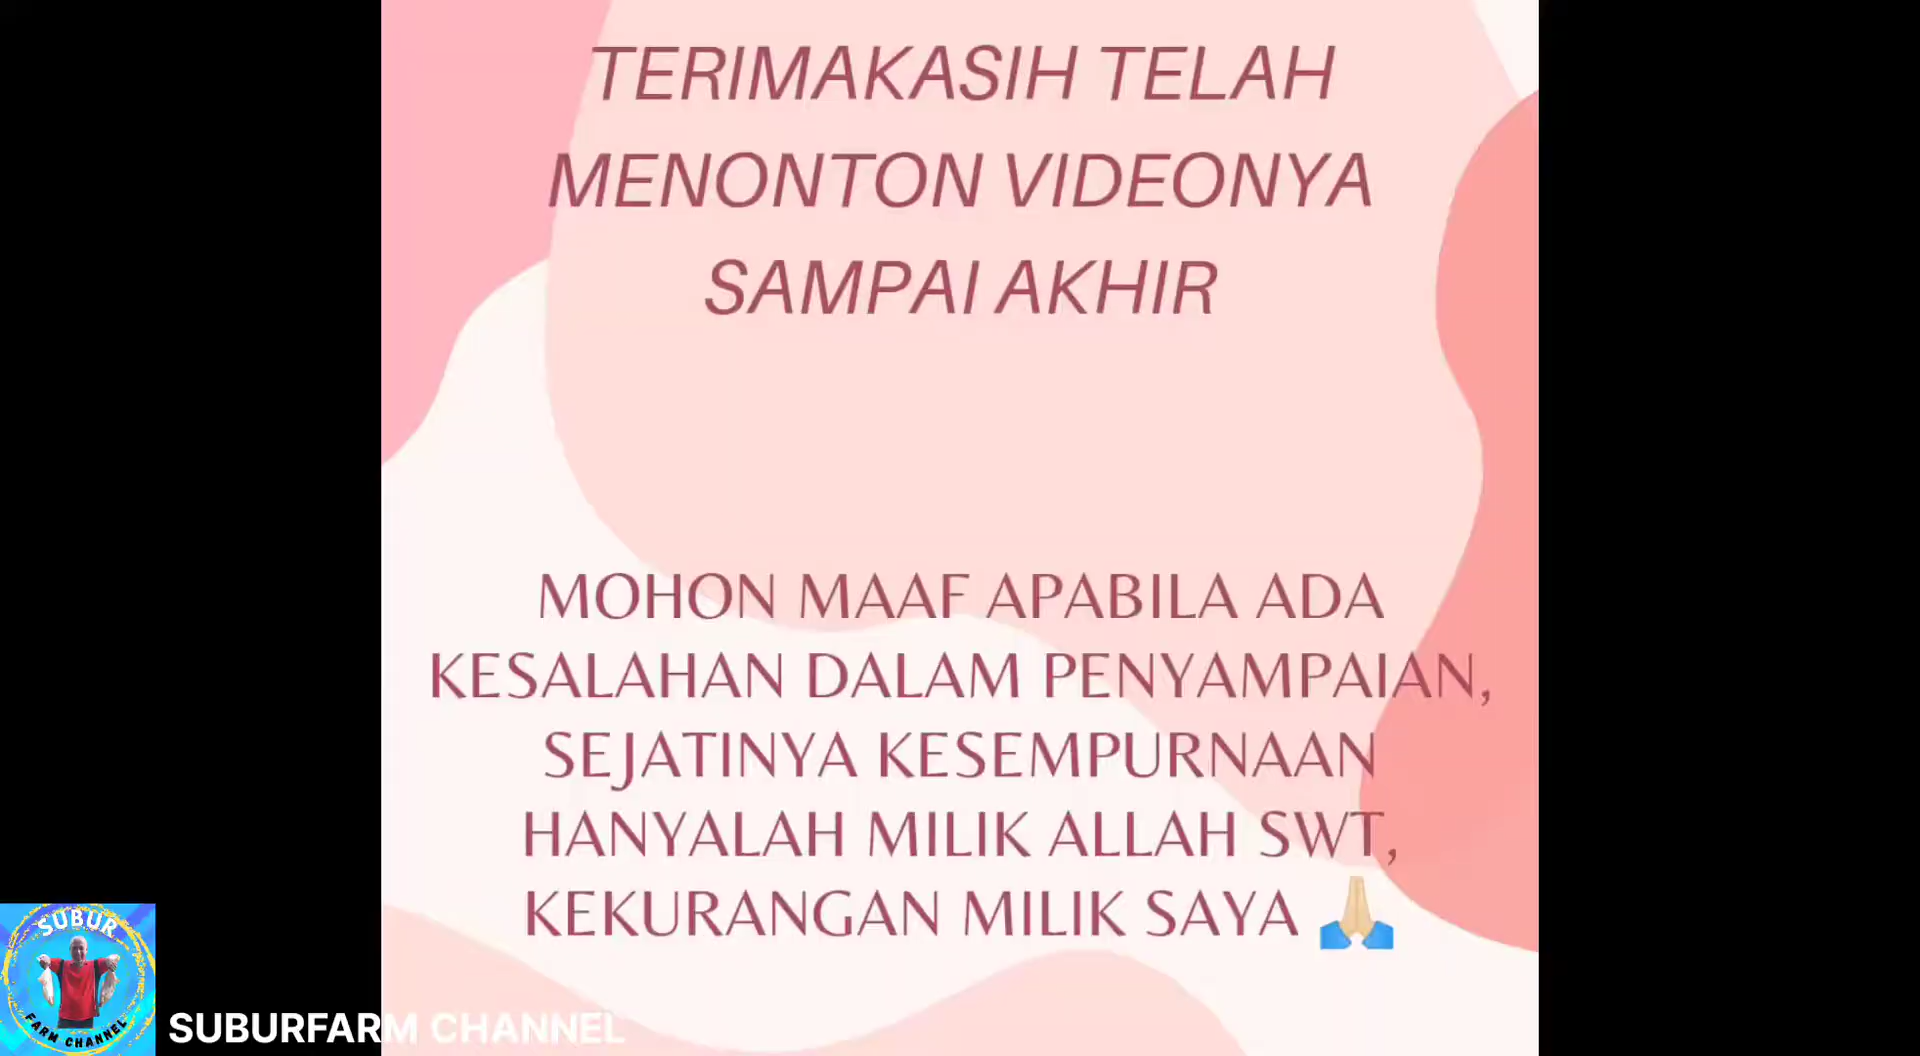 TERIMAKASIH TELAH
MENONTON VIDEONYA
SAMPAI AKHIR
MOHON MAAF APABILA ADA
KESALAHAN DALAM PENYAMPAIAN,
SEJATINYA KESEMPURNAAN
HANYALAH MILIK ALLAH SWT,
KEKURANGAN MILIK SAYA 🙏🏼
SUBUR
FARM CHANNEL
SUBURFARM CHANNEL